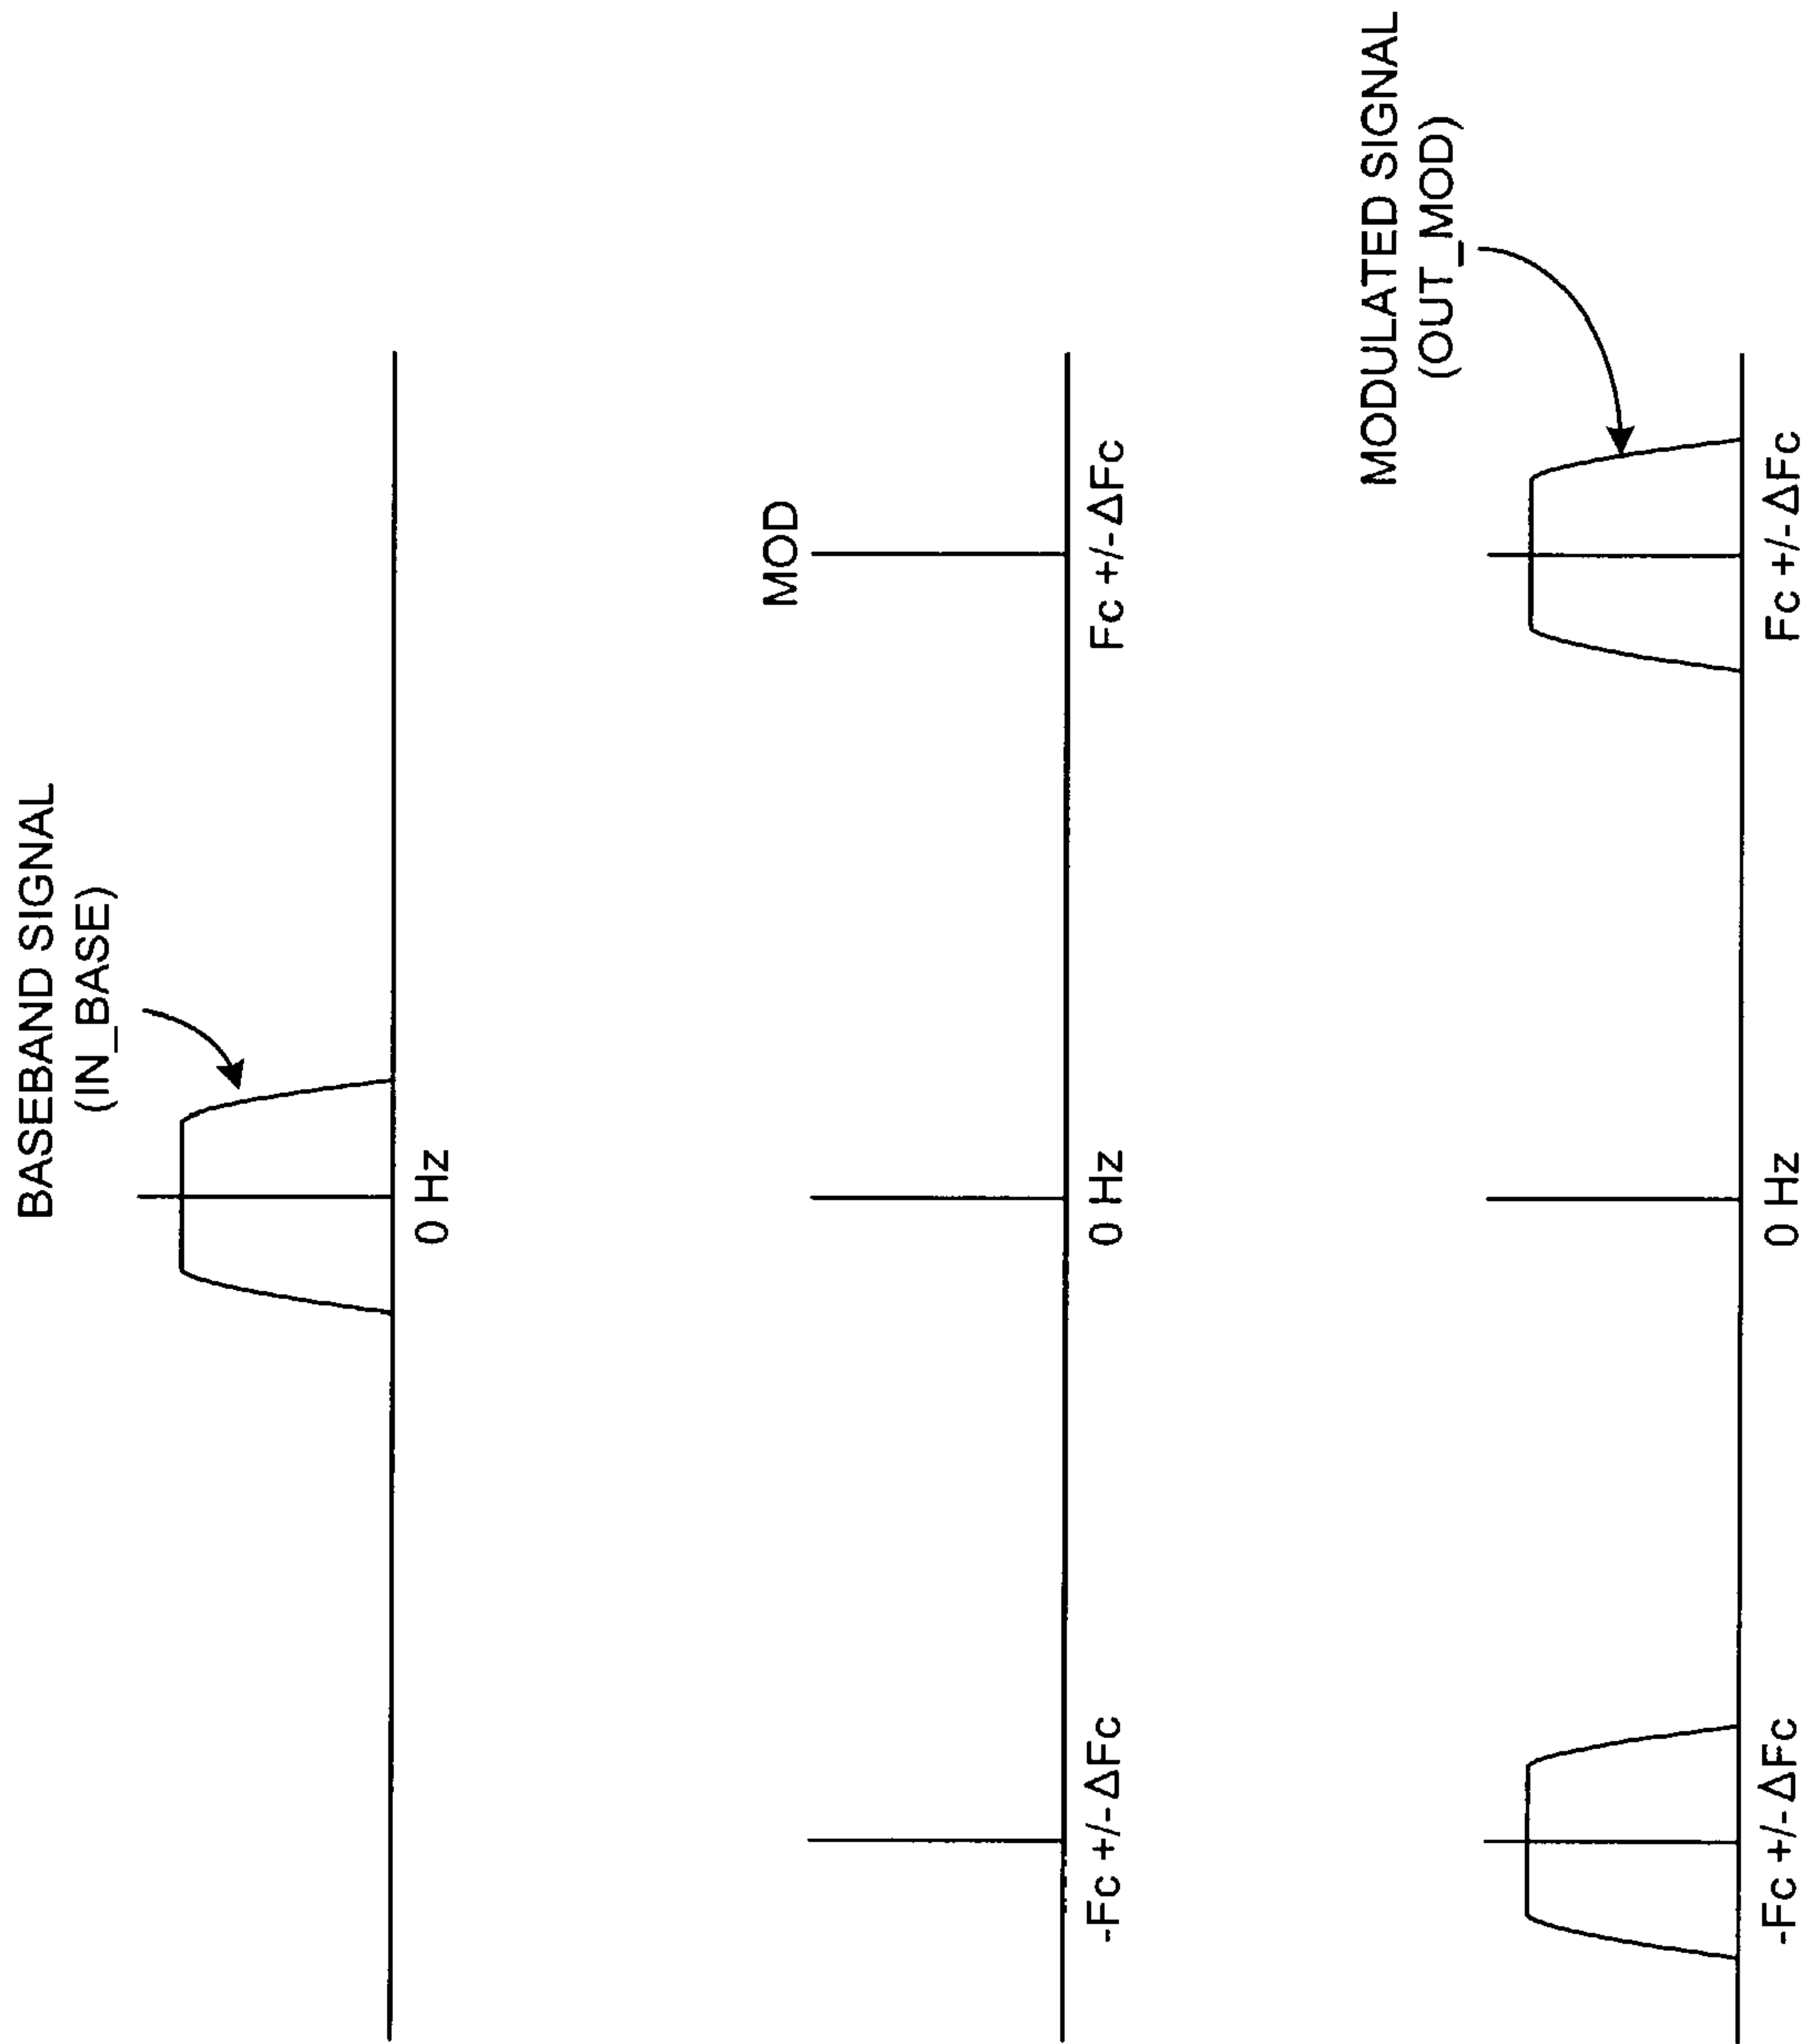 BASEBAND SIGNAL
(IN_BASE)
0 Hz
MOD
-Fc +/-ΔFc
0 Hz
Fc +/-ΔFc
MODULATED SIGNAL
(OUT_MOD)
-Fc +/-ΔFc
0 Hz
Fc +/-ΔFc